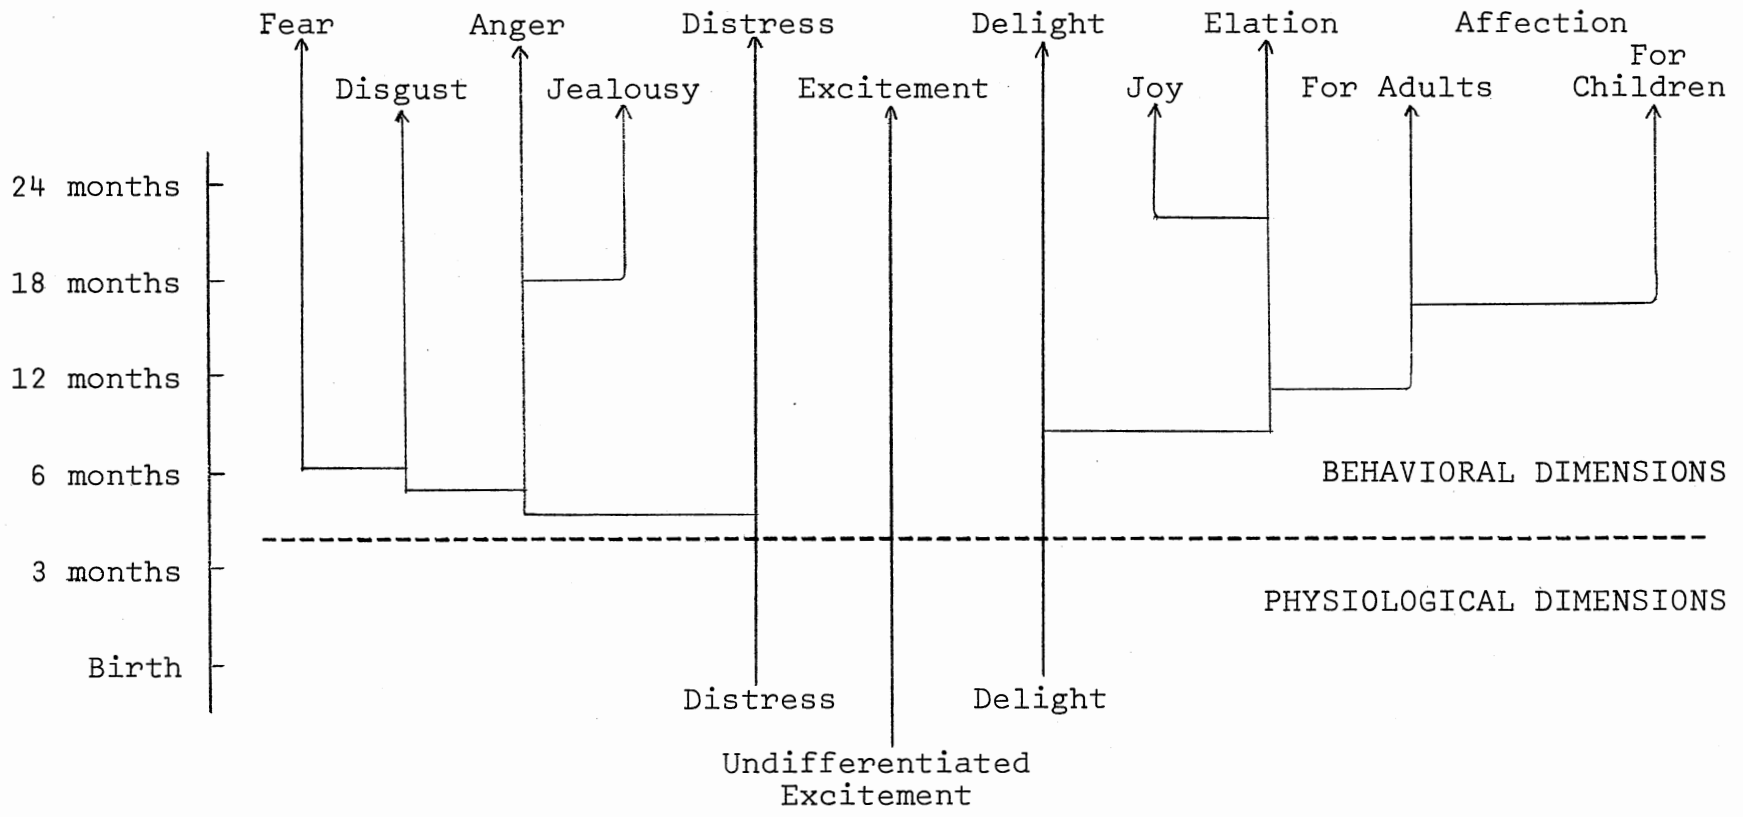 Fear Anger Distress Delight Elation Affection
Disgust Jealousy Excitement Joy For Adults For Children
24 months
18 months
12 months
6 months
BEHAVIORAL DIMENSIONS
3 months
PHYSIOLOGICAL DIMENSIONS
Birth
Distress Delight
Undifferentiated
Excitement